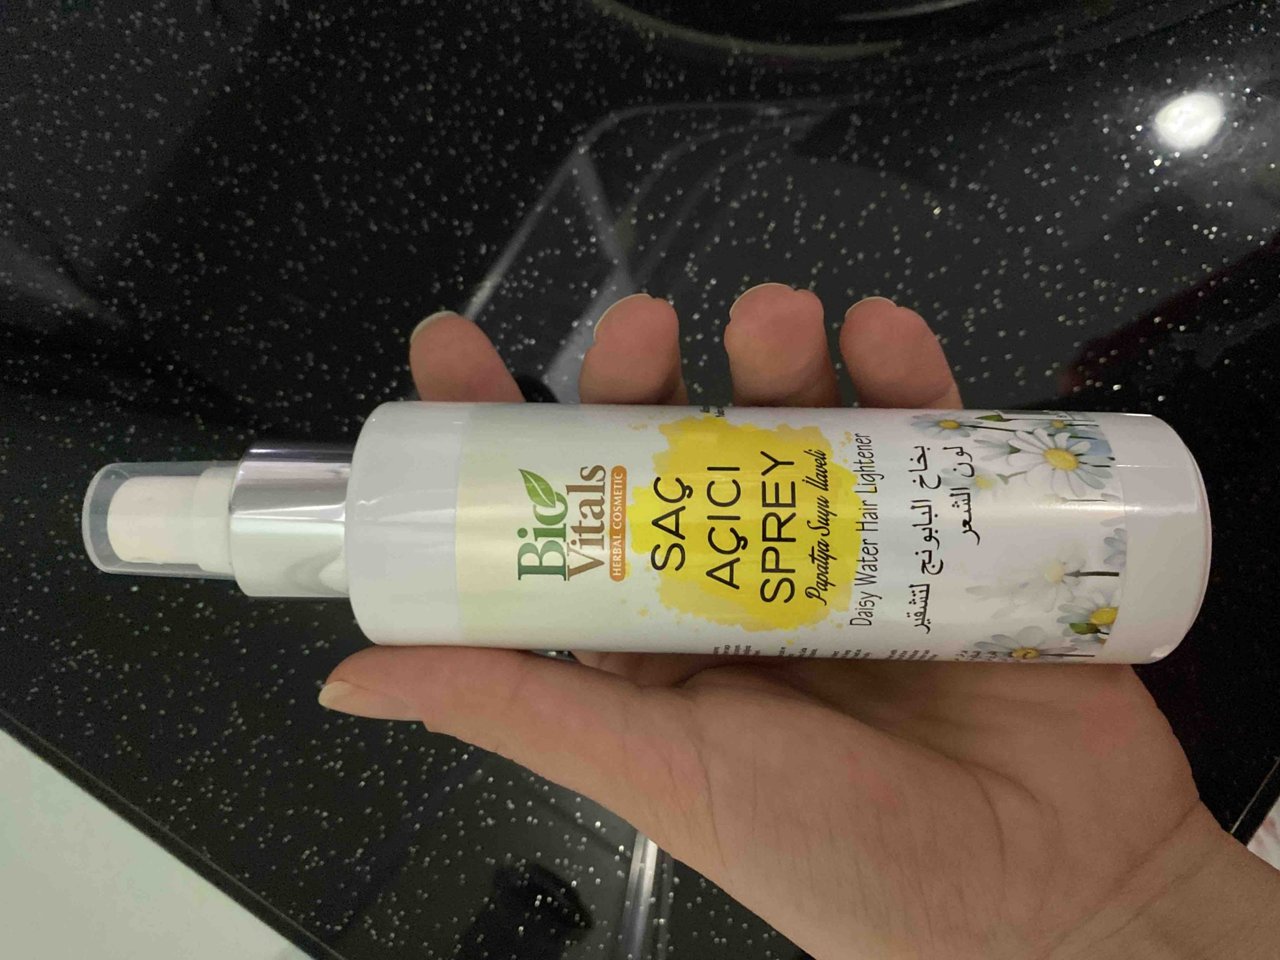 Bio
Vitals
HERBAL COSMETIC
SAÇ
AÇICI
SPREY
Papatya Suyu İlaveli
Daisy Water Hair Lightener
بخاخ البابونج لتشقير
لون الشعر